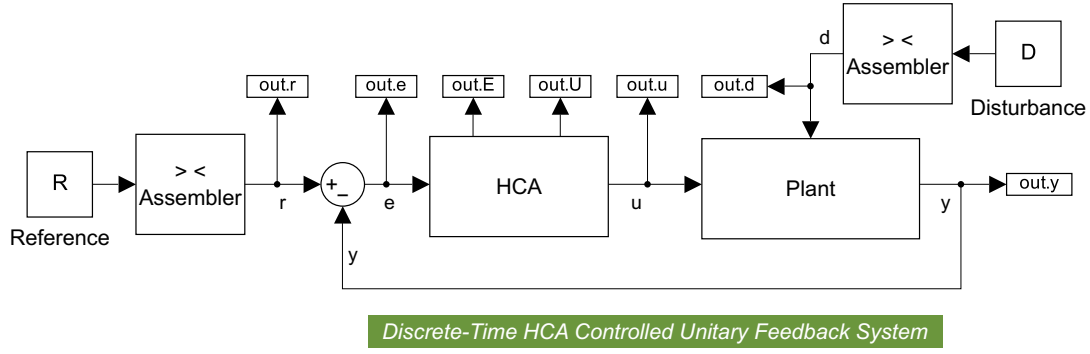 d
> <
Assembler
D
Disturbance
out.r
out.e
out.E
out.U
out.u
out.d
R
Reference
> <
Assembler
r
+
−
e
HCA
u
Plant
y
out.y
y
Discrete-Time HCA Controlled Unitary Feedback System